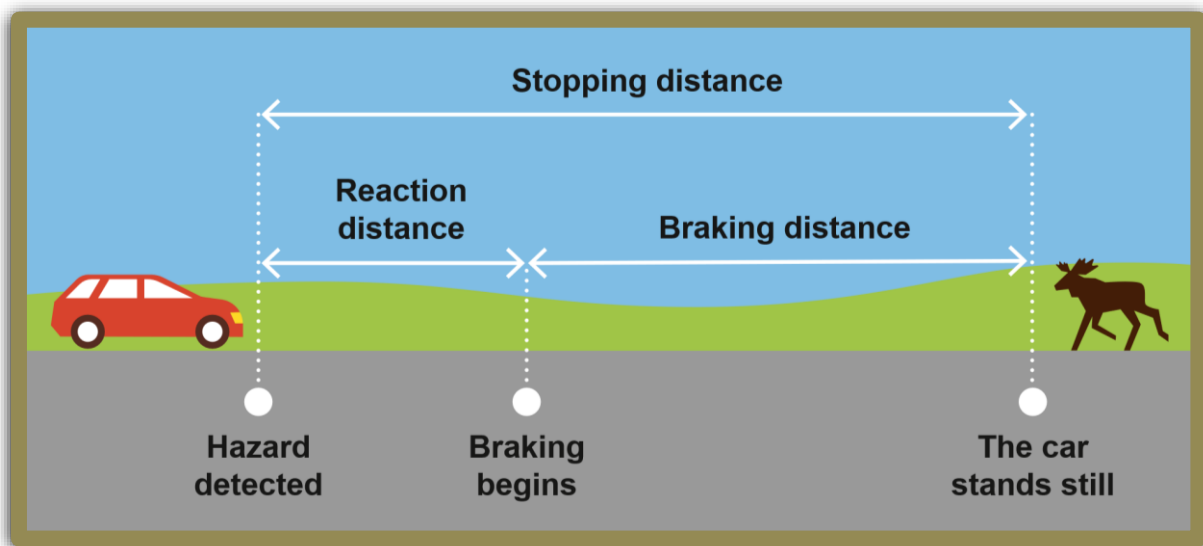 Stopping distance
Reaction
distance
Braking distance
Hazard
detected
Braking
begins
The car
stands still